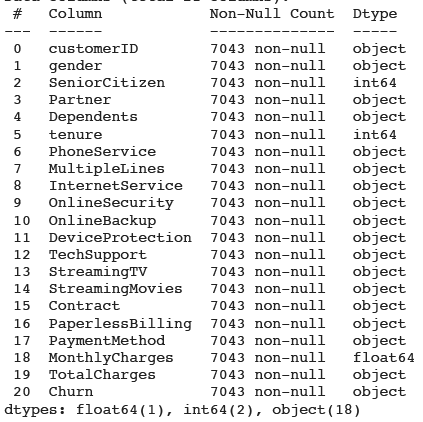 #   Column            Non-Null Count  Dtype
---  ------            --------------  -----
0   customerID        7043 non-null   object
1   gender            7043 non-null   object
2   SeniorCitizen     7043 non-null   int64
3   Partner           7043 non-null   object
4   Dependents        7043 non-null   object
5   tenure            7043 non-null   int64
6   PhoneService      7043 non-null   object
7   MultipleLines     7043 non-null   object
8   InternetService   7043 non-null   object
9   OnlineSecurity    7043 non-null   object
10  OnlineBackup      7043 non-null   object
11  DeviceProtection  7043 non-null   object
12  TechSupport       7043 non-null   object
13  StreamingTV       7043 non-null   object
14  StreamingMovies   7043 non-null   object
15  Contract          7043 non-null   object
16  PaperlessBilling  7043 non-null   object
17  PaymentMethod     7043 non-null   object
18  MonthlyCharges    7043 non-null   float64
19  TotalCharges      7043 non-null   object
20  Churn             7043 non-null   object
dtypes: float64(1), int64(2), object(18)